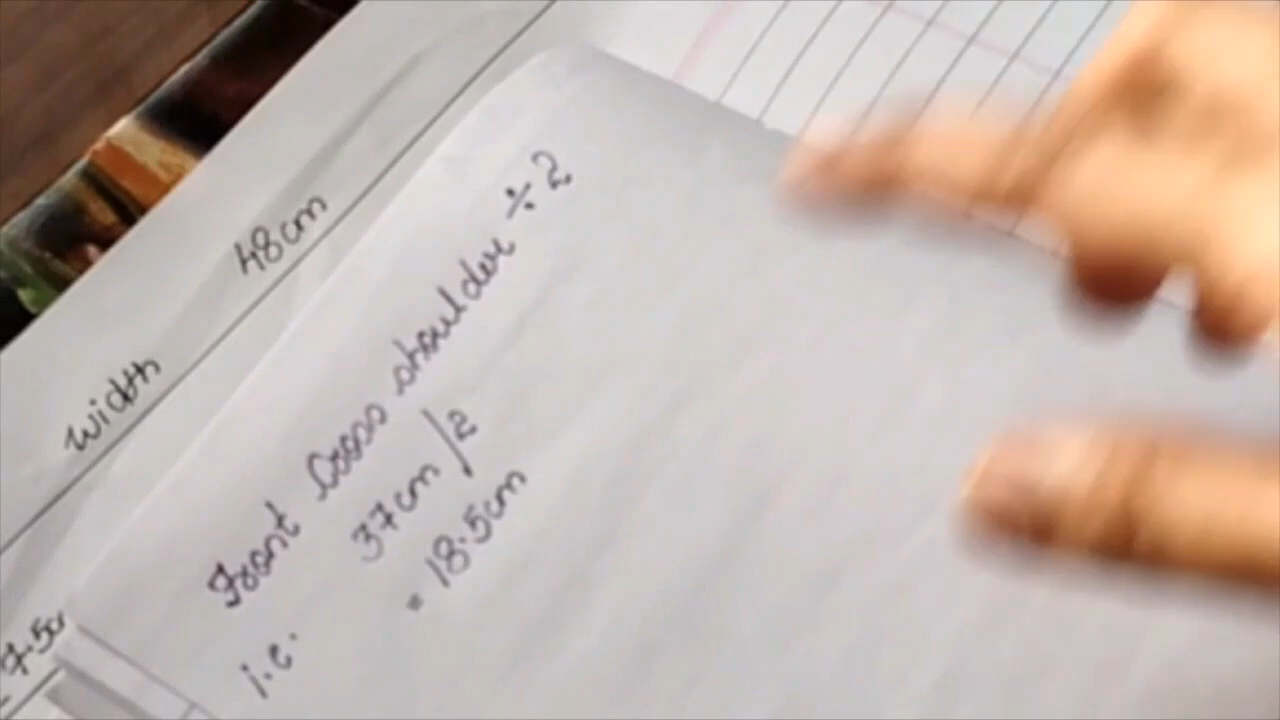 width 48cm
Front Cross shoulder ÷ 2
i.e. 37cm/2
= 18.5cm